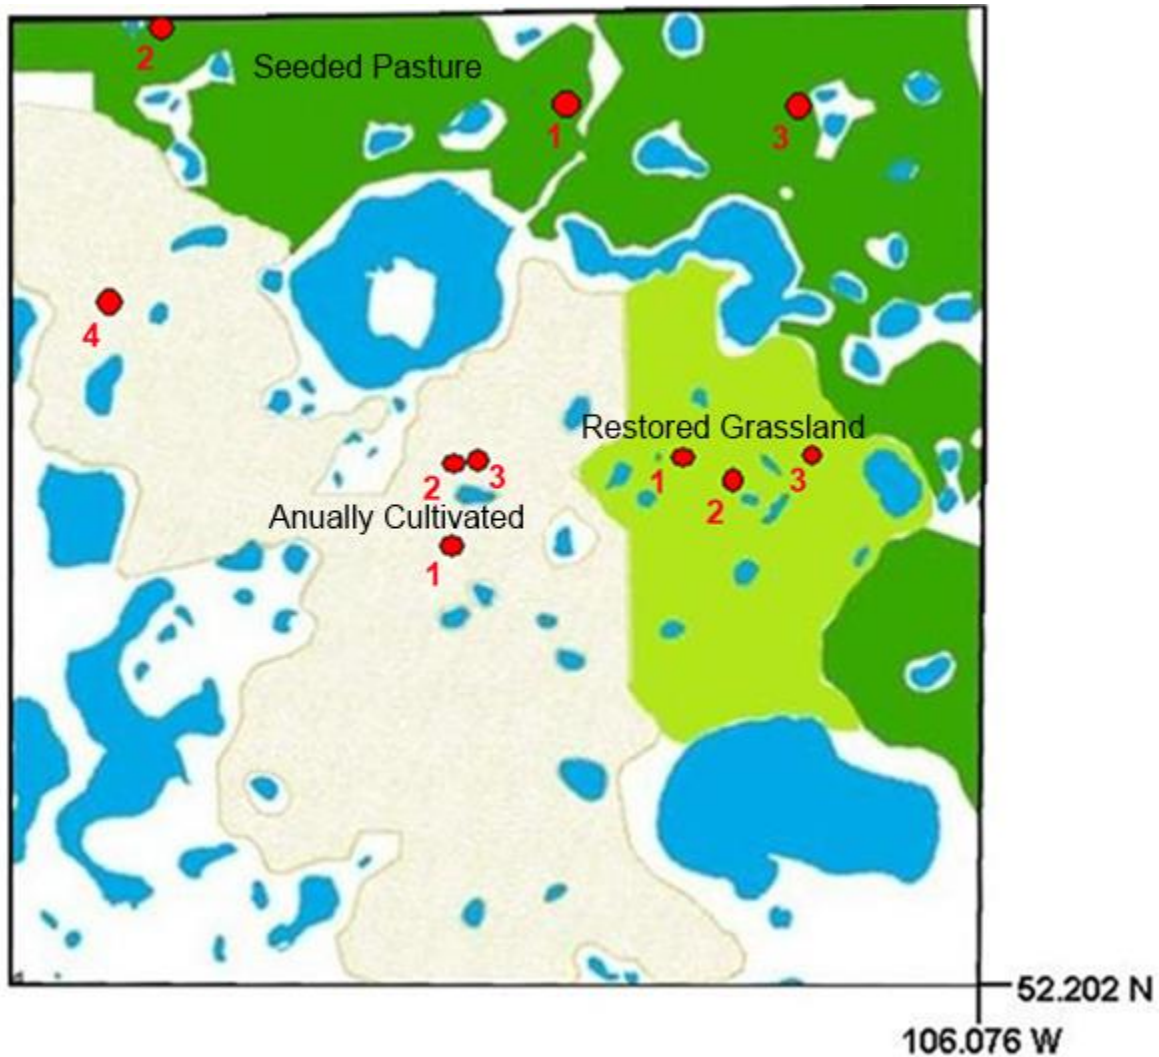 2
Seeded Pasture
1
3
4
Restored Grassland
2
3
1
3
2
Anually Cultivated
1
52.202 N
106.076 W